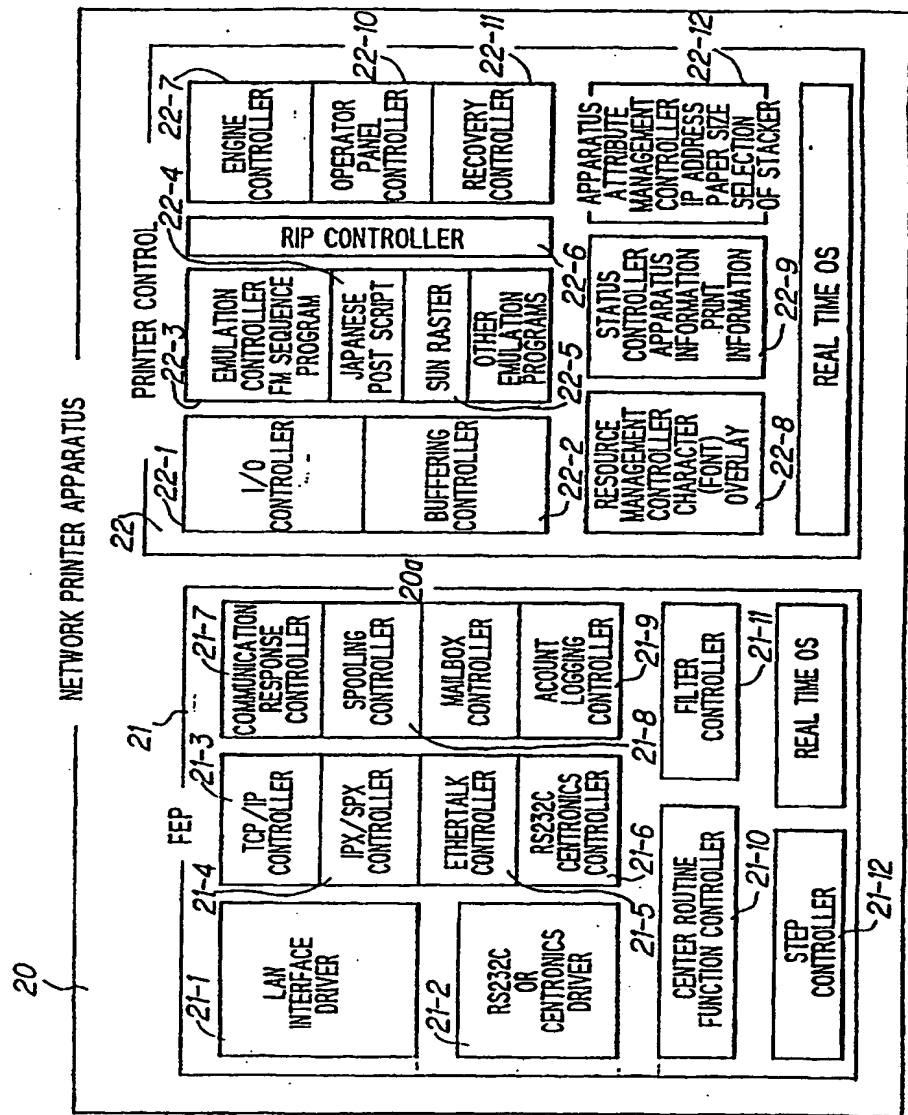 NETWORK PRINTER APPARATUS
20
FEP
21
20a
21-1
LAN
INTERFACE
DRIVER
21-2
RS232C
OR
CENTRONICS
DRIVER
21-3
TCP/IP
CONTROLLER
21-4
IPX/SPX
CONTROLLER
ETHERTALK
CONTROLLER
21-5
RS232C
CENTRONICS
CONTROLLER
21-6
21-7
COMMUNICATION
RESPONSE
CONTROLLER
SPOOLING
CONTROLLER
21-8
MAILBOX
CONTROLLER
ACOUNT
LOGGING
CONTROLLER
21-9
CENTER ROUTINE
FUNCTION CONTROLLER
21-10
FILTER
CONTROLLER
21-11
STEP
CONTROLLER
21-12
REAL TIME OS
PRINTER CONTROL
22
22-1
I/O
CONTROLLER
BUFFERING
CONTROLLER
22-2
22-3
EMULATION
CONTROLLER
FM SEQUENCE
PROGRAM
22-4
JAPANESE
POST SCRIPT
SUN RASTER
22-5
OTHER
EMULATION
PROGRAMS
RIP CONTROLLER
22-6
22-7
ENGINE
CONTROLLER
22-10
OPERATOR
PANEL
CONTROLLER
22-11
RECOVERY
CONTROLLER
RESOURCE
MANAGEMENT
CONTROLLER
CHARACTER
(FONT)
OVERLAY
22-8
STATUS
CONTROLLER
APPARATUS
INFORMATION
PRINT
INFORMATION
22-9
APPARATUS
ATTRIBUTE
MANAGEMENT
CONTROLLER
IP ADDRESS
PAPER SIZE
SELECTION
OF STACKER
22-12
REAL TIME OS